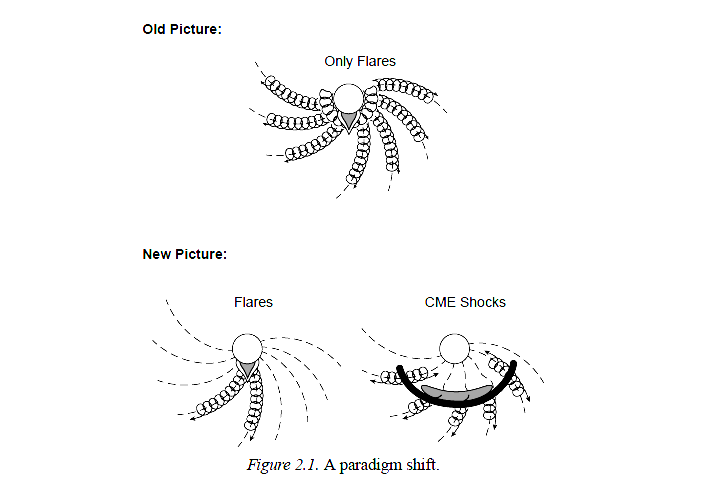 Old Picture:
Only Flares
New Picture:
Flares
CME Shocks
Figure 2.1. A paradigm shift.